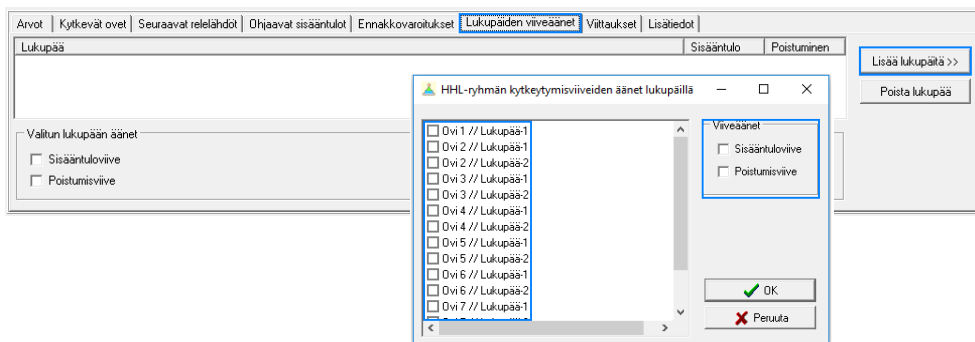 Arvot Kytkevät ovet Seuraavat relelähdöt Ohjaavat sisääntulot Ennakkovaroitukset Lukupäiden viiveäänet Viittaukset Lisätiedot
Lukupää Sisääntulo Poistuminen
Lisää lukupäitä >>
Poista lukupää
Valitun lukupään äänet
Sisääntuloviive
Poistumisviive
HHL-ryhmän kytkeytymisviiveiden äänet lukupäillä
Ovi 1 // Lukupää-1
Ovi 2 // Lukupää-1
Ovi 2 // Lukupää-2
Ovi 3 // Lukupää-1
Ovi 3 // Lukupää-2
Ovi 4 // Lukupää-1
Ovi 4 // Lukupää-2
Ovi 5 // Lukupää-1
Ovi 5 // Lukupää-2
Ovi 6 // Lukupää-1
Ovi 6 // Lukupää-2
Ovi 7 // Lukupää-1
Viiveäänet
Sisääntuloviive
Poistumisviive
OK
Peruuta